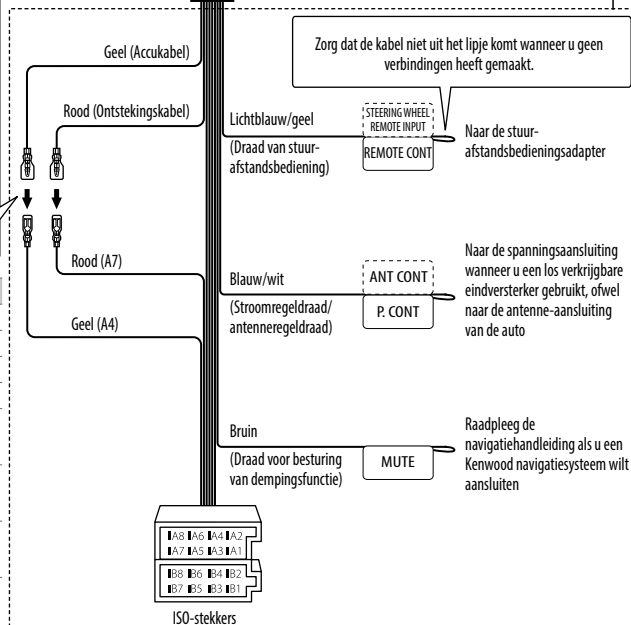 Zorg dat de kabel niet uit het lipje komt wanneer u geen
verbindingen heeft gemaakt.
Geel (Accukabel)
Rood (Ontstekingskabel)
Lichtblauw/geel
(Draad van stuur-
afstandsbediening)
STEERING WHEEL
REMOTE INPUT
REMOTE CONT
Naar de stuur-
afstandsbedieningsadapter
Rood (A7)
Geel (A4)
Blauw/wit
(Stroomregeldraad/
antenneregeldraad)
ANT CONT
P. CONT
Naar de spanningsaansluiting
wanneer u een los verkrijgbare
eindversterker gebruikt, ofwel
naar de antenne-aansluiting
van de auto
Bruin
(Draad voor besturing
van dempingsfunctie)
MUTE
Raadpleeg de
navigatiehandleiding als u een
Kenwood navigatiesysteem wilt
aansluiten
A8 A6 A4 A2
A7 A5 A3 A1
B8 B6 B4 B2
B7 B5 B3 B1
ISO-stekkers